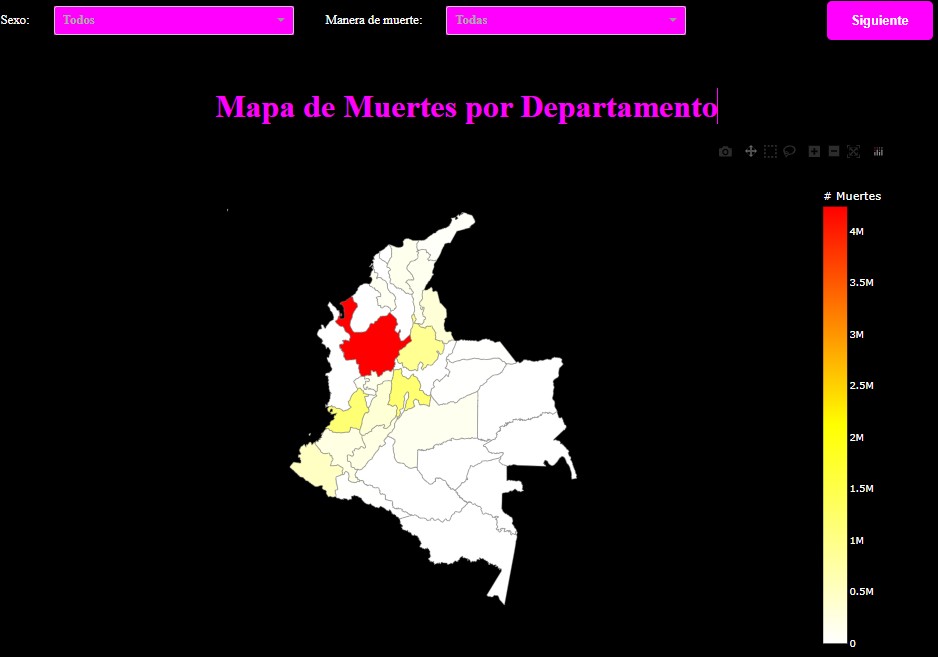 Sexo:
Todos
Manera de muerte:
Todas
Siguiente
Mapa de Muertes por Departamento
# Muertes
4M
3.5M
3M
2.5M
2M
1.5M
1M
0.5M
0